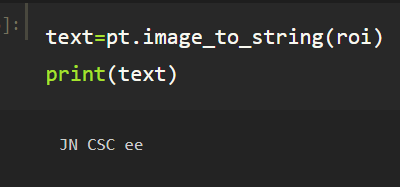 ]:
text=pt.image_to_string(roi)
print(text)
JN CSC ee